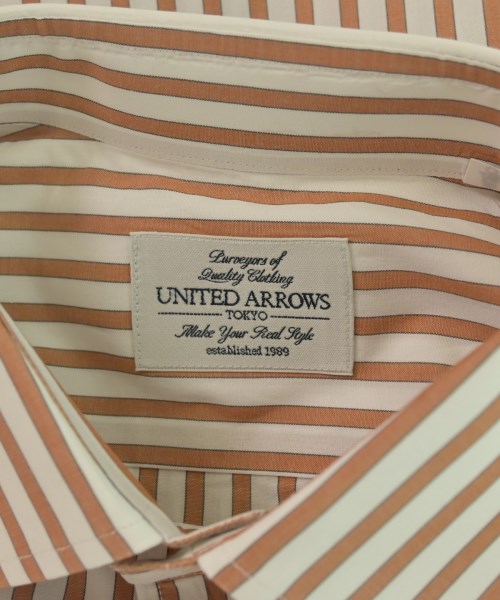 Purveyors of
Quality Clothing
UNITED ARROWS
TOKYO
Make Your Real Style
established 1989